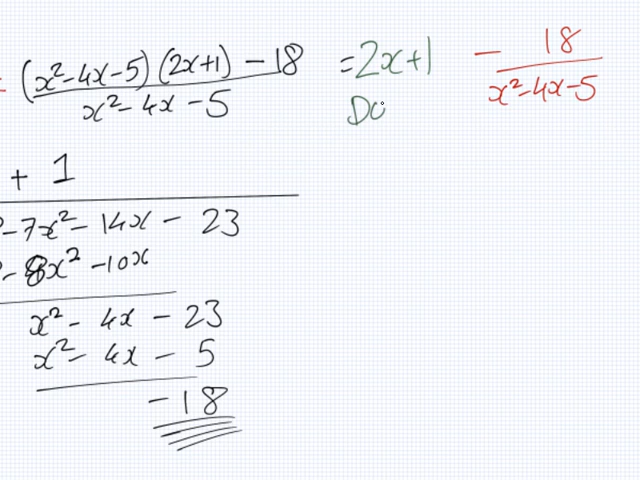 (x²-4x-5)(2x+1) - 18 = 2x+1 - 18
x²-4x-5 x²-4x-5
Do
+ 1
-7x² - 14x - 23
- 8x² - 10x
x² - 4x - 23
x² - 4x - 5
-18